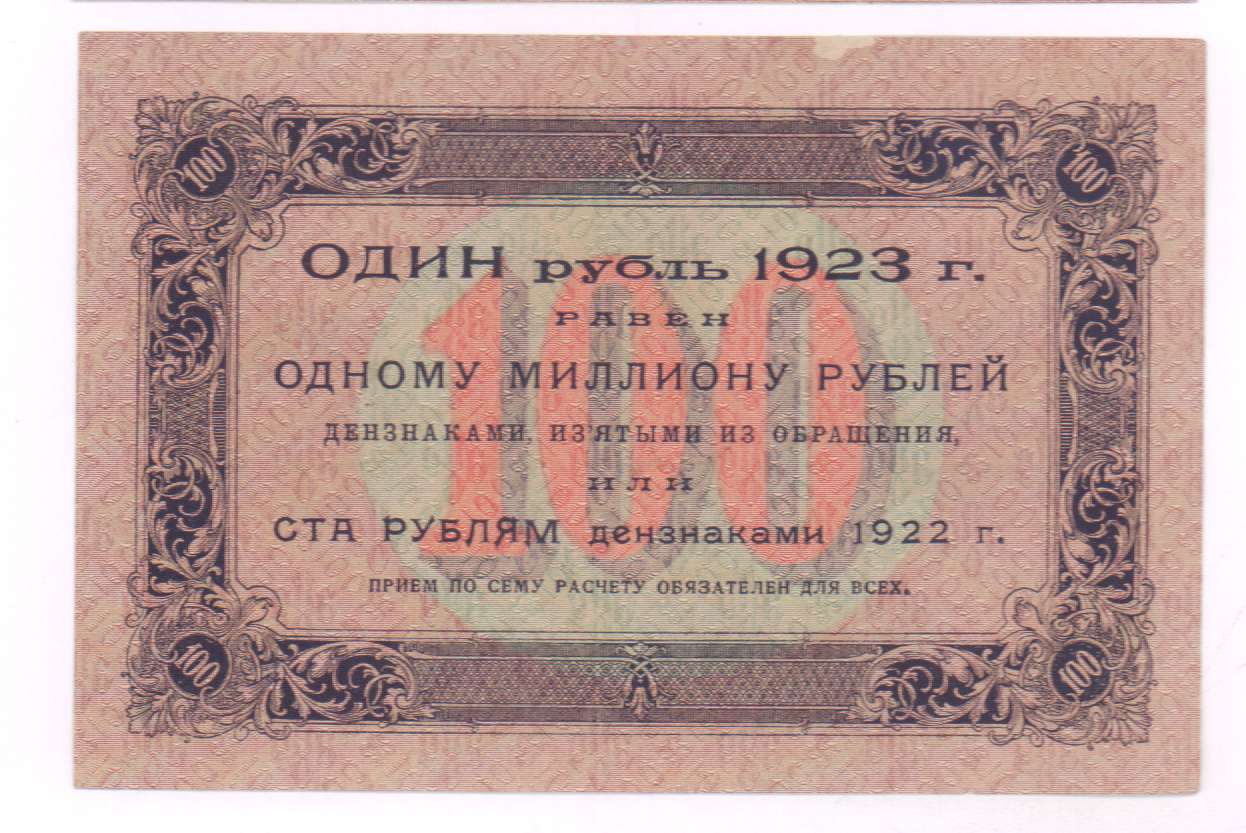 100 100
ОДИН рубль 1923 г.
РАВЕН
ОДНОМУ МИЛЛИОНУ РУБЛЕЙ
ДЕНЗНАКАМИ, ИЗ'ЯТЫМИ ИЗ ОБРАЩЕНИЯ,
или
СТА РУБЛЯМ дензнаками 1922 г.
ПРИЕМ ПО СЕМУ РАСЧЕТУ ОБЯЗАТЕЛЕН ДЛЯ ВСЕХ.
100
100 100